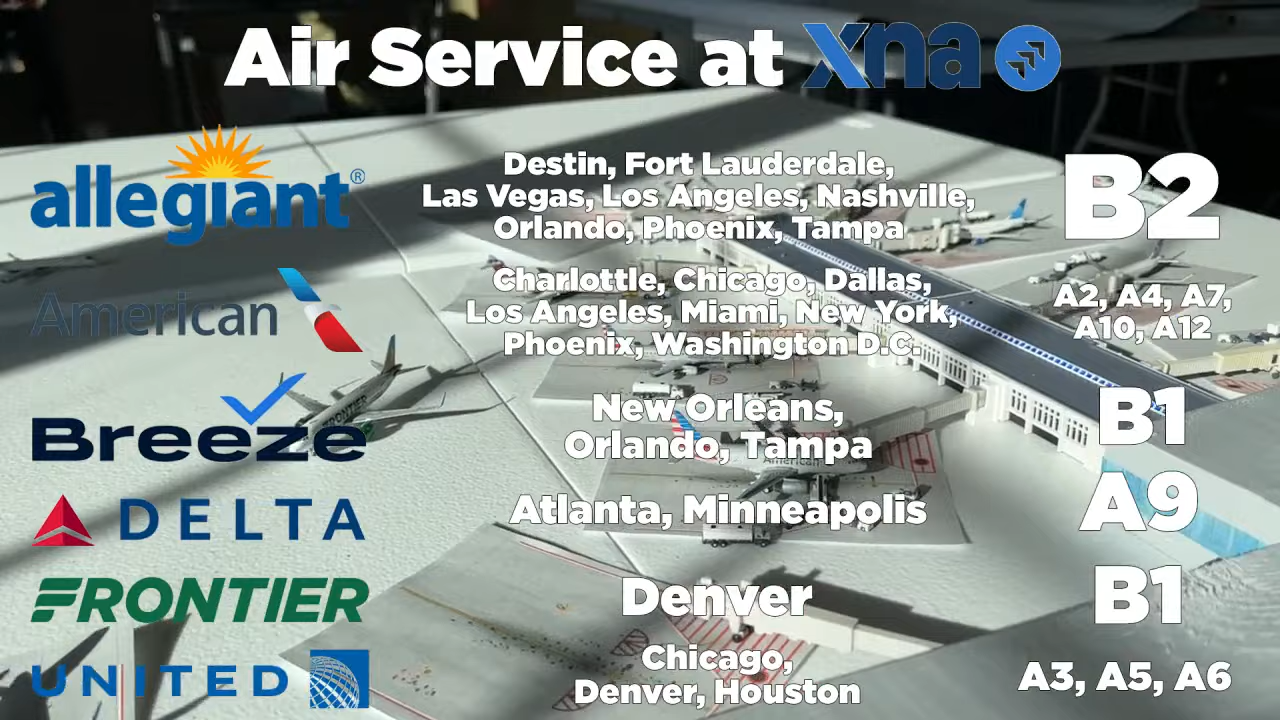 Air Service at xna
allegiant®
Destin, Fort Lauderdale,
Las Vegas, Los Angeles, Nashville,
Orlando, Phoenix, Tampa
B2
American
Charlottle, Chicago, Dallas,
Los Angeles, Miami, New York,
Phoenix, Washington D.C.
A2, A4, A7,
A10, A12
Breeze
New Orleans,
Orlando, Tampa
B1
DELTA
Atlanta, Minneapolis
A9
FRONTIER
Denver
B1
UNITED
Chicago,
Denver, Houston
A3, A5, A6
FRONTIER
American